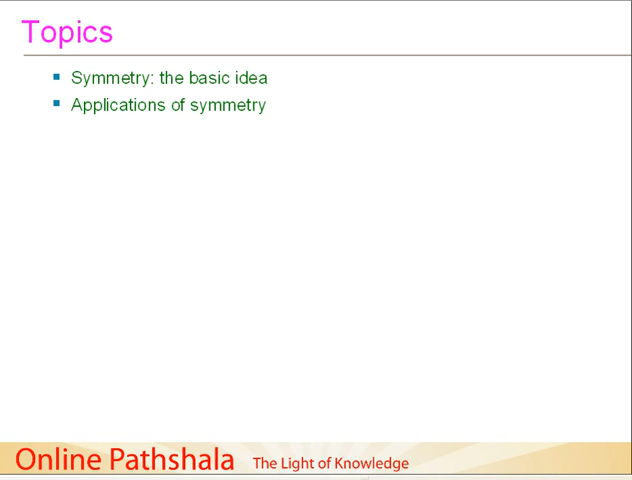 Topics
Symmetry: the basic idea
Applications of symmetry
Online Pathshala The Light of Knowledge